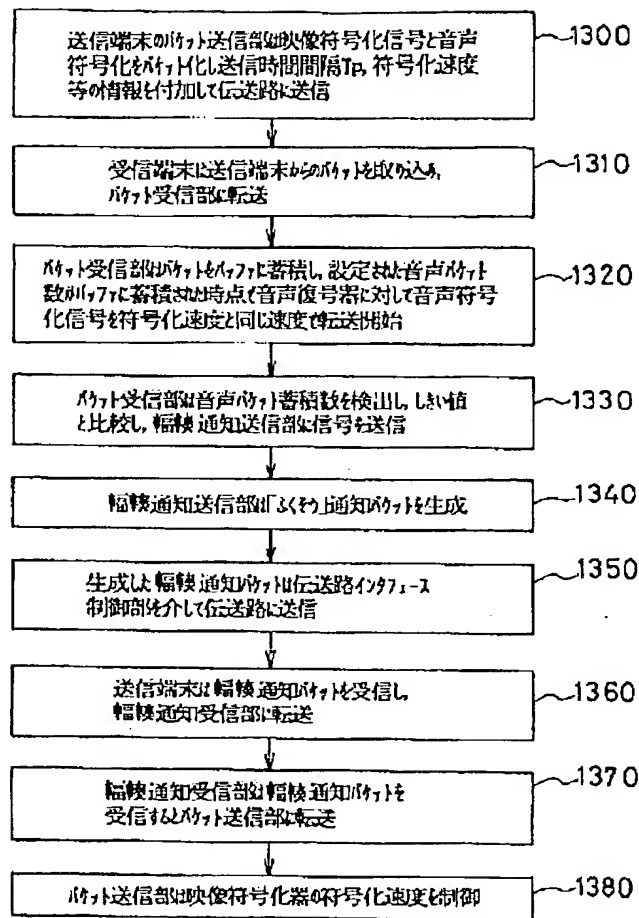 送信端末のパケット送信部は映像符号化信号と音声
符号化をパケット化し送信時間間隔Tp, 符号化速度
等の情報を付加して伝送路に送信
1300
受信端末に送信端末からのパケットを取り込み,
パケット受信部に転送
1310
パケット受信部はパケットをバッファに蓄積し, 設定された音声パケット
数がバッファに蓄積された時点で音声復号器に対して音声符号
化信号を符号化速度と同じ速度で転送開始
1320
パケット受信部は音声パケット蓄積数を検出し, しきい値
と比較し, 輻輳通知送信部に信号を送信
1330
輻輳通知送信部は「ふくそう」通知パケットを生成
1340
生成した輻輳通知パケットは伝送路インタフェース
制御部を介して伝送路に送信
1350
送信端末は輻輳通知パケットを受信し,
輻輳通知受信部に転送
1360
輻輳通知受信部は輻輳通知パケットを
受信するとパケット送信部に転送
1370
パケット送信部は映像符号化器の符号化速度を制御
1380